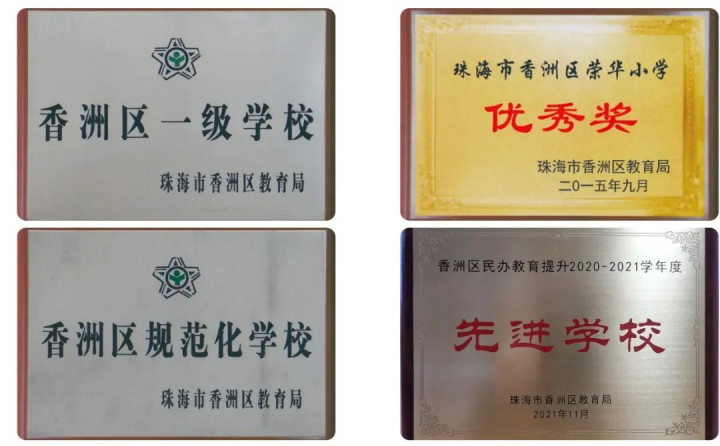 香洲区一级学校
珠海市香洲区教育局
珠海市香洲区荣华小学
优秀奖
珠海市香洲区教育局
二〇一五年九月
香洲区规范化学校
珠海市香洲区教育局
香洲区民办教育提升2020-2021学年度
先进学校
珠海市香洲区教育局
2021年11月